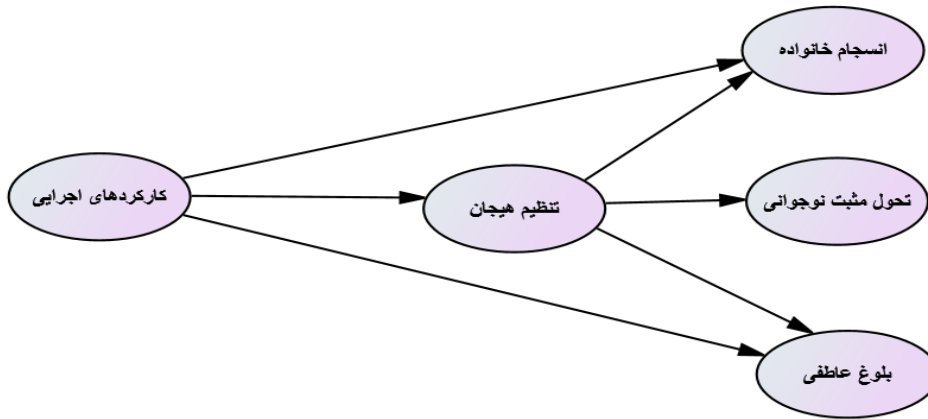 انسجام خانواده
کارکردهای اجرایی
تنظیم هیجان
تحول مثبت نوجوانی
بلوغ عاطفی